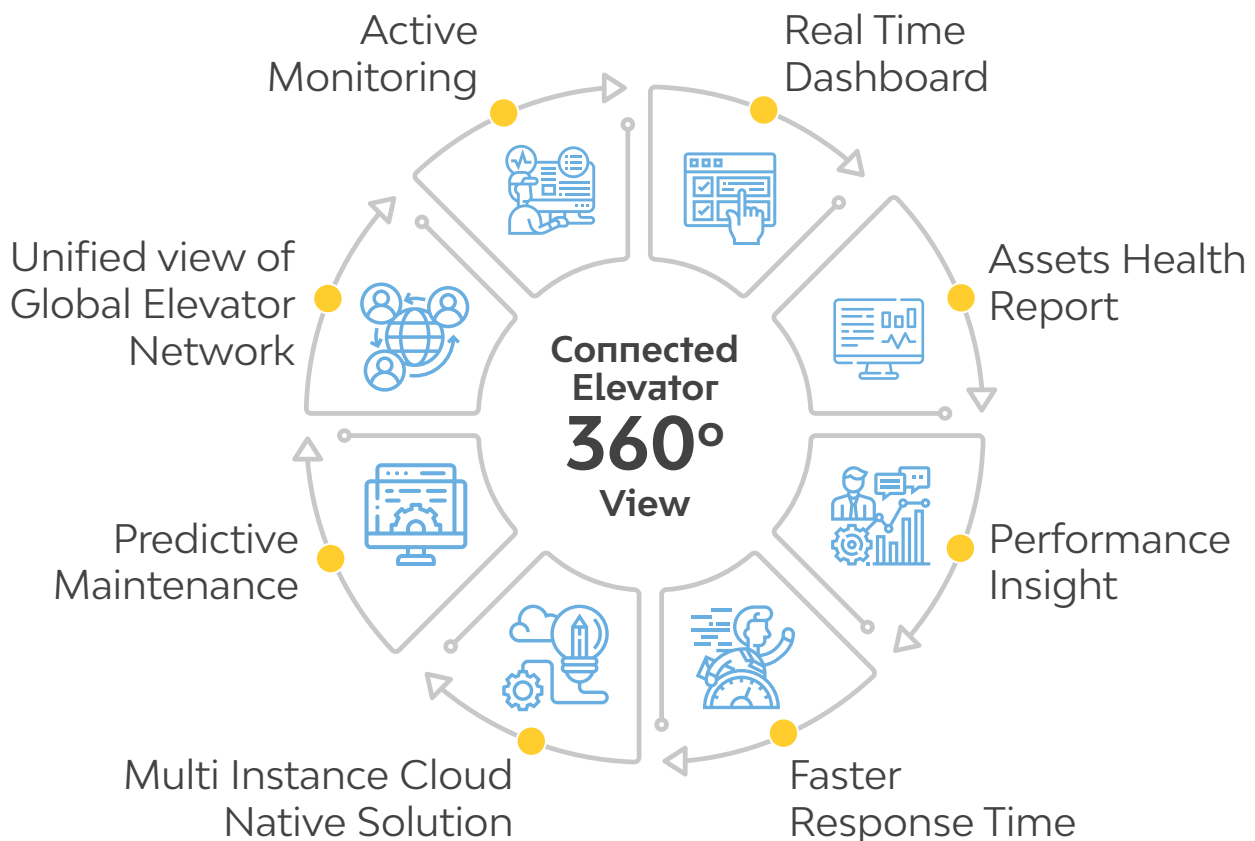 Active
Monitoring
Real Time
Dashboard
Assets Health
Report
Performance
Insight
Faster
Response Time
Multi Instance Cloud
Native Solution
Predictive
Maintenance
Unified view of
Global Elevator
Network
Connected
Elevator
360°
View